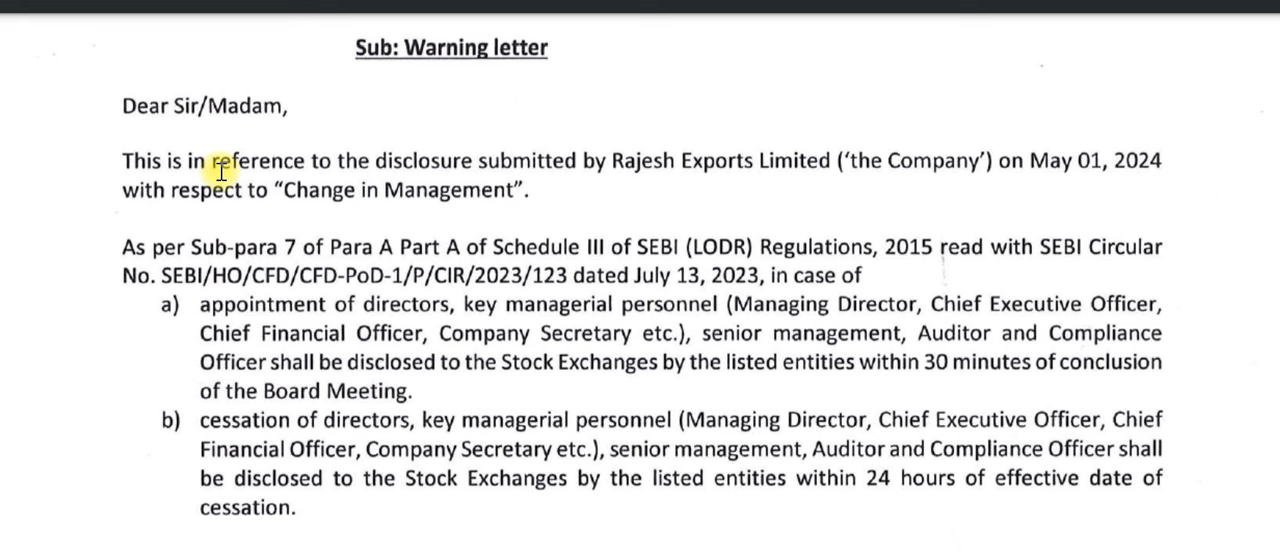 Sub: Warning letter
Dear Sir/Madam,
This is in reference to the disclosure submitted by Rajesh Exports Limited (‘the Company’) on May 01, 2024
with respect to “Change in Management”.
As per Sub-para 7 of Para A Part A of Schedule III of SEBI (LODR) Regulations, 2015 read with SEBI Circular
No. SEBI/HO/CFD/CFD-PoD-1/P/CIR/2023/123 dated July 13, 2023, in case of
a) appointment of directors, key managerial personnel (Managing Director, Chief Executive Officer,
Chief Financial Officer, Company Secretary etc.), senior management, Auditor and Compliance
Officer shall be disclosed to the Stock Exchanges by the listed entities within 30 minutes of conclusion
of the Board Meeting.
b) cessation of directors, key managerial personnel (Managing Director, Chief Executive Officer, Chief
Financial Officer, Company Secretary etc.), senior management, Auditor and Compliance Officer shall
be disclosed to the Stock Exchanges by the listed entities within 24 hours of effective date of
cessation.